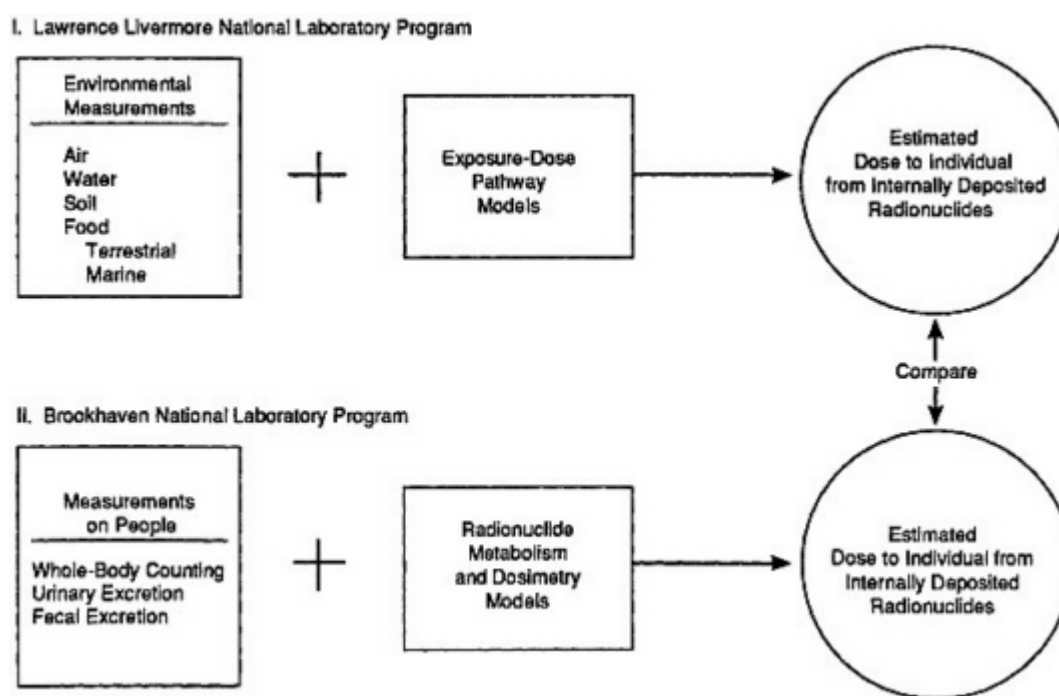 I. Lawrence Livermore National Laboratory Program
Environmental
Measurements
Air
Water
Soil
Food
Terrestrial
Marine
Exposure-Dose
Pathway
Models
Estimated
Dose to Individual
from Internally Deposited
Radionuclides
Compare
II. Brookhaven National Laboratory Program
Measurements
on People
Whole-Body Counting
Urinary Excretion
Fecal Excretion
Radionuclide
Metabolism
and Dosimetry
Models
Estimated
Dose to Individual from
Internally Deposited
Radionuclides